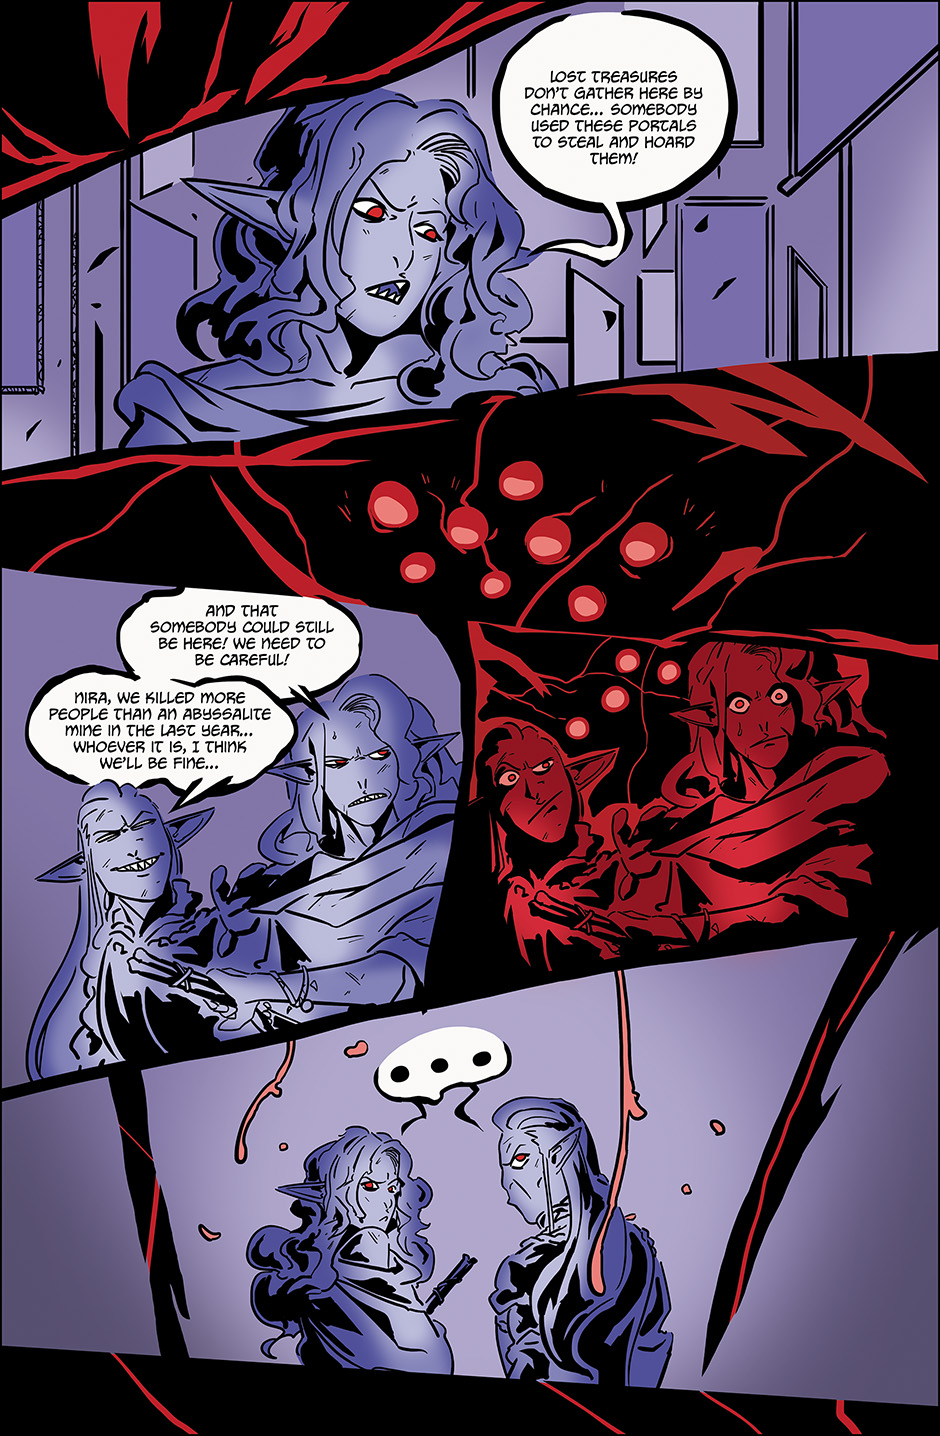 LOST TREASURES
DON'T GATHER HERE BY
CHANCE... SOMEBODY
USED THESE PORTALS
TO STEAL AND HOARD
THEM!
AND THAT
SOMEBODY COULD STILL
BE HERE! WE NEED TO
BE CAREFUL!
NIRA, WE KILLED MORE
PEOPLE THAN AN ABYSSALITE
MINE IN THE LAST YEAR...
WHOEVER IT IS, I THINK
WE'LL BE FINE...
...